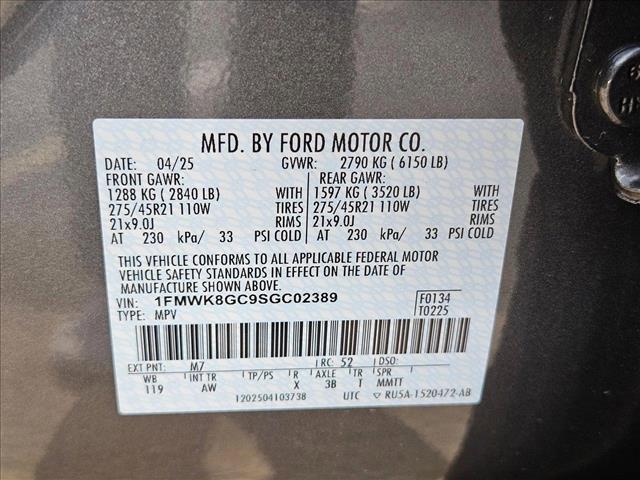 MFD. BY FORD MOTOR CO.
DATE: 04/25 GVWR: 2790 KG ( 6150 LB)
FRONT GAWR: REAR GAWR:
1288 KG ( 2840 LB) WITH 1597 KG ( 3520 LB) WITH
275/45R21 110W TIRES 275/45R21 110W TIRES
21x9.0J RIMS 21x9.0J RIMS
AT 230 kPa/ 33 PSI COLD AT 230 kPa/ 33 PSI COLD
THIS VEHICLE CONFORMS TO ALL APPLICABLE FEDERAL MOTOR
VEHICLE SAFETY STANDARDS IN EFFECT ON THE DATE OF
MANUFACTURE SHOWN ABOVE.
VIN: 1FMWK8GC9SGC02389 F0134
TYPE: MPV T0225
EXT PNT: M7 RC: 52 DSO:
WB INT TR TP/PS R AXLE TR SPR
119 AW X 3B T MMTT
1202504103738 UTC ▽ RU5A-1520472-AB